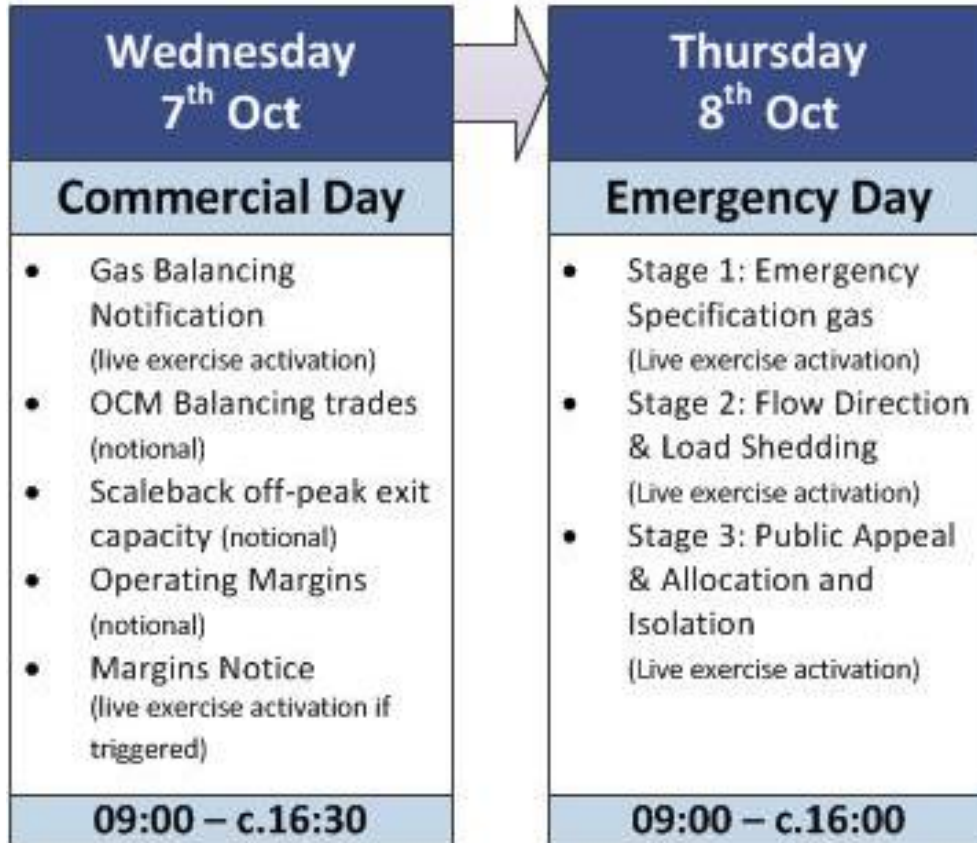 Wednesday
7th Oct
Commercial Day
• Gas Balancing
Notification
(live exercise activation)
• OCM Balancing trades
(notional)
• Scaleback off-peak exit
capacity (notional)
• Operating Margins
(notional)
• Margins Notice
(live exercise activation if
triggered)
09:00 – c.16:30
Thursday
8th Oct
Emergency Day
• Stage 1: Emergency
Specification gas
(Live exercise activation)
• Stage 2: Flow Direction
& Load Shedding
(Live exercise activation)
• Stage 3: Public Appeal
& Allocation and
Isolation
(Live exercise activation)
09:00 – c.16:00